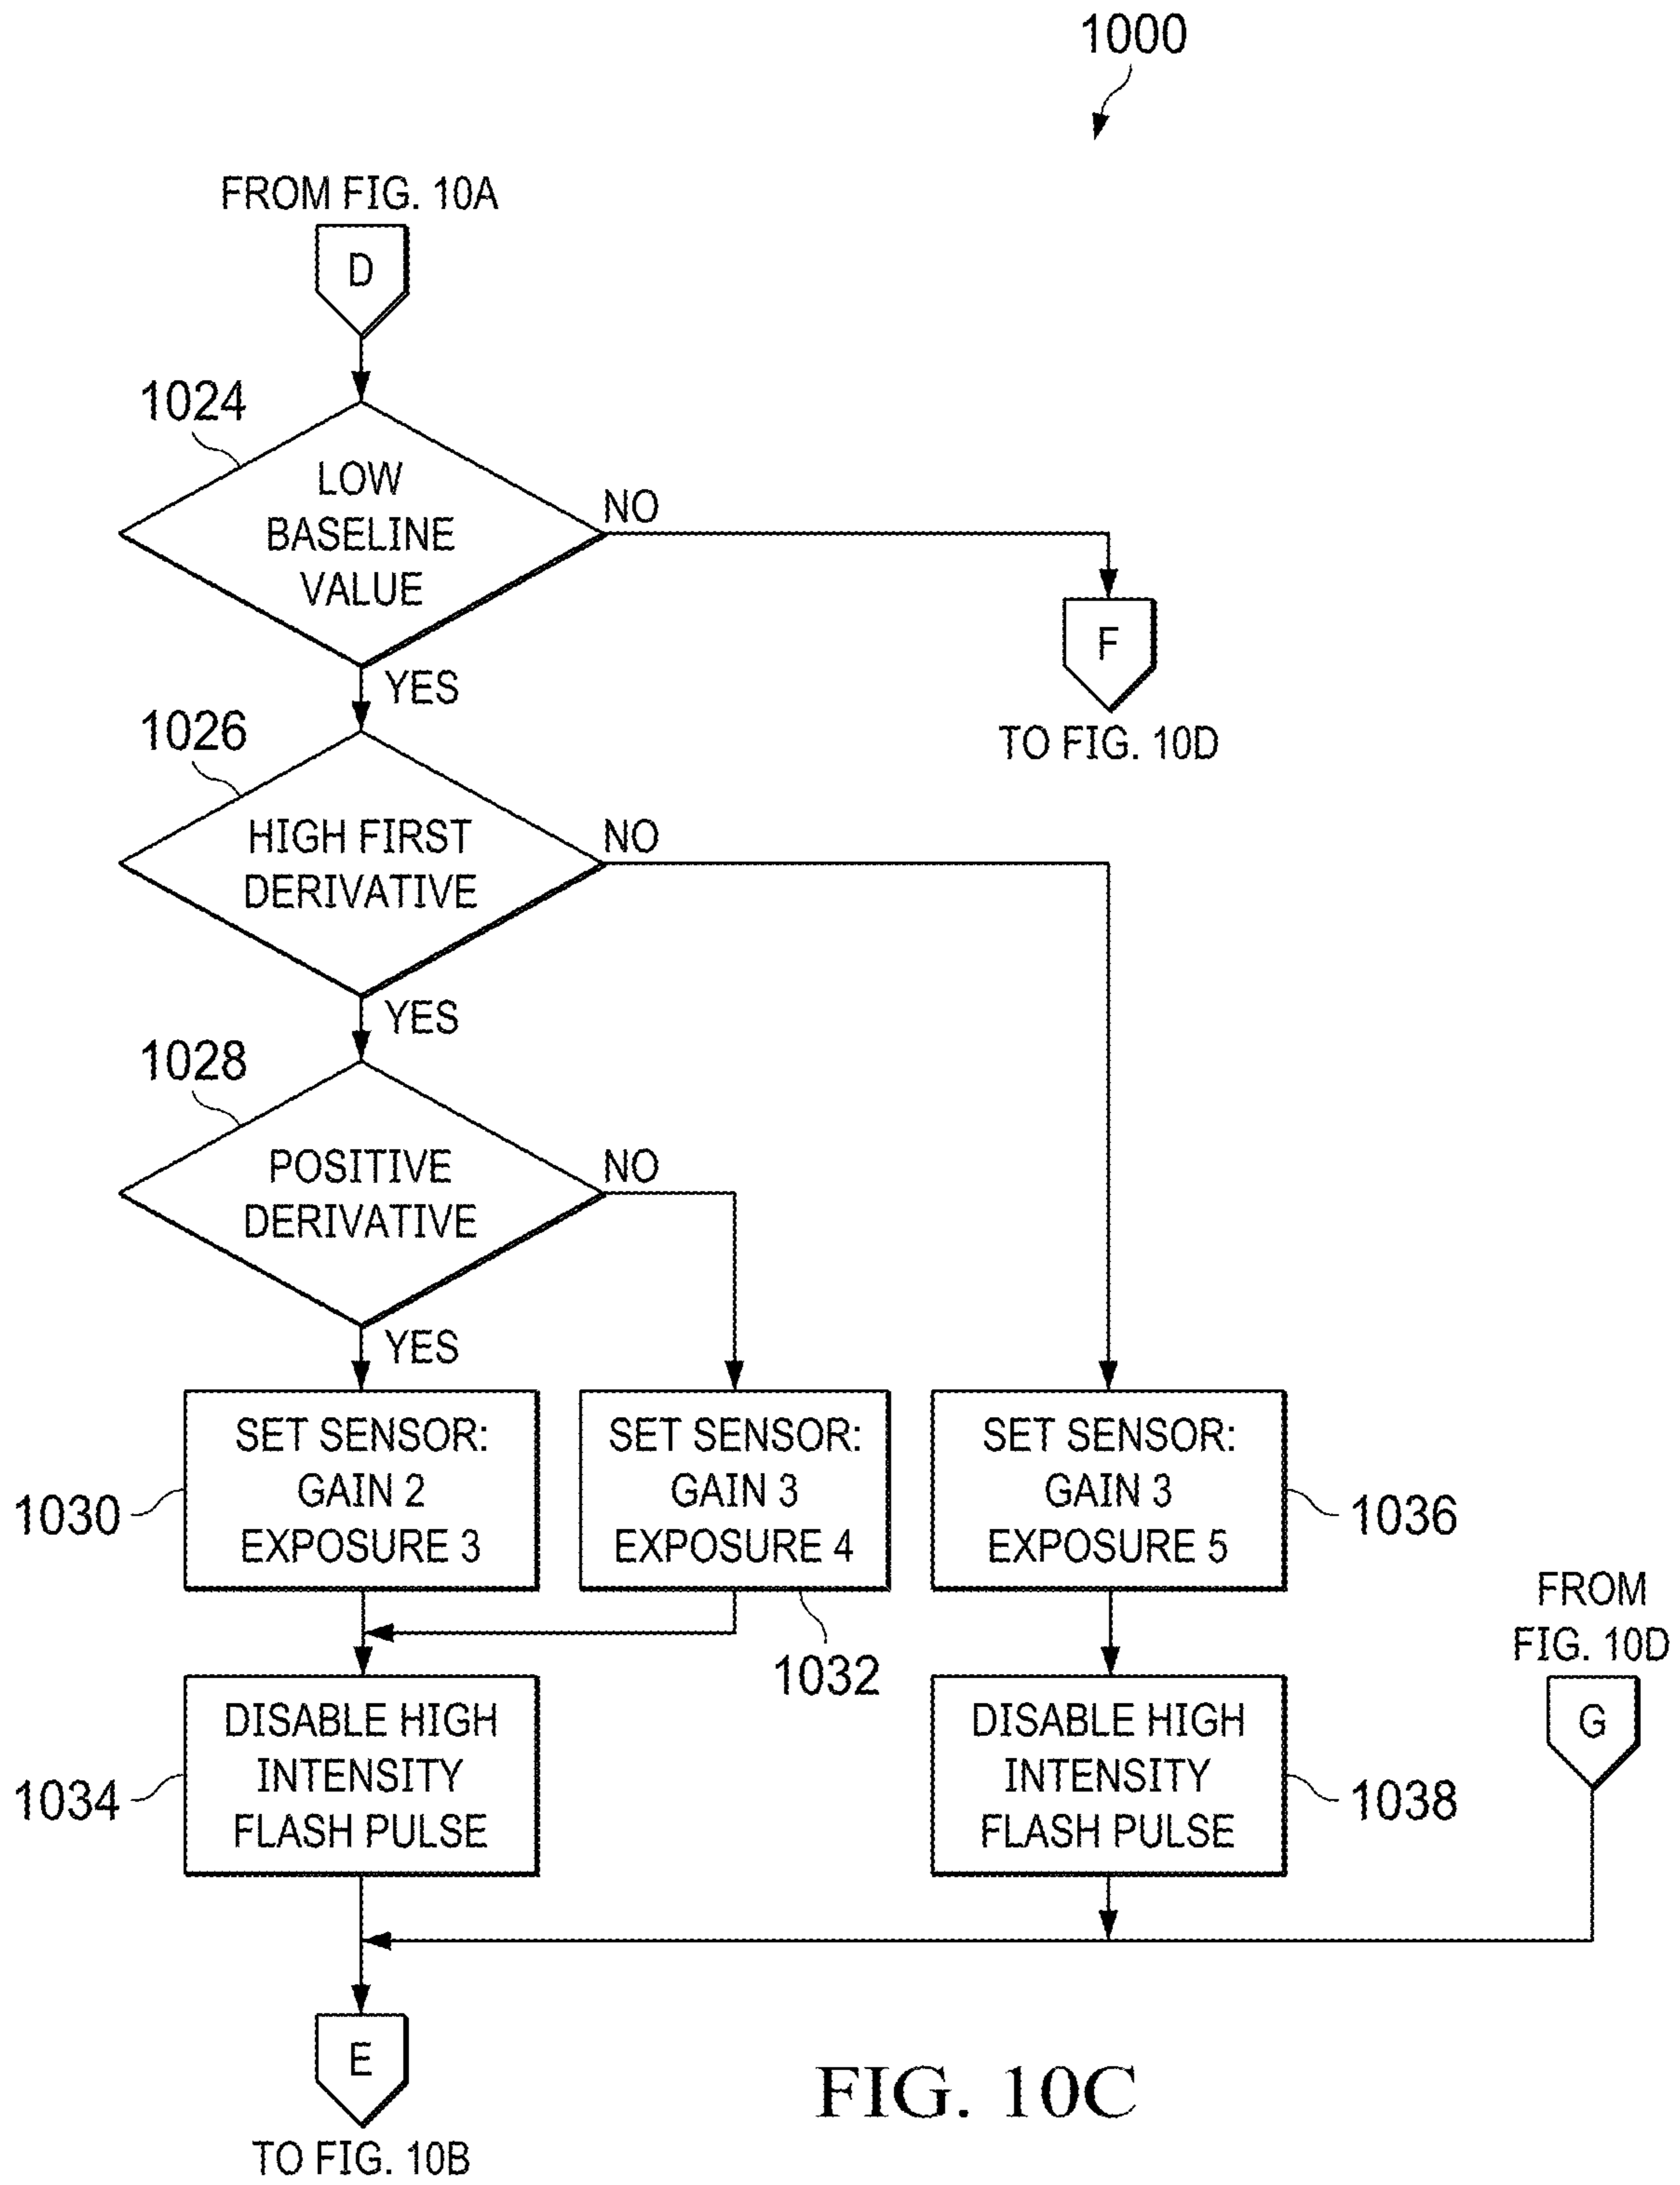 1000
FROM FIG. 10A
D
1024
LOW
BASELINE
VALUE
NO
F
TO FIG. 10D
YES
1026
HIGH FIRST
DERIVATIVE
NO
YES
1028
POSITIVE
DERIVATIVE
NO
YES
SET SENSOR:
GAIN 2
EXPOSURE 3
1030
SET SENSOR:
GAIN 3
EXPOSURE 4
1032
SET SENSOR:
GAIN 3
EXPOSURE 5
1036
FROM
FIG. 10D
G
DISABLE HIGH
INTENSITY
FLASH PULSE
1034
DISABLE HIGH
INTENSITY
FLASH PULSE
1038
E
TO FIG. 10B
FIG. 10C